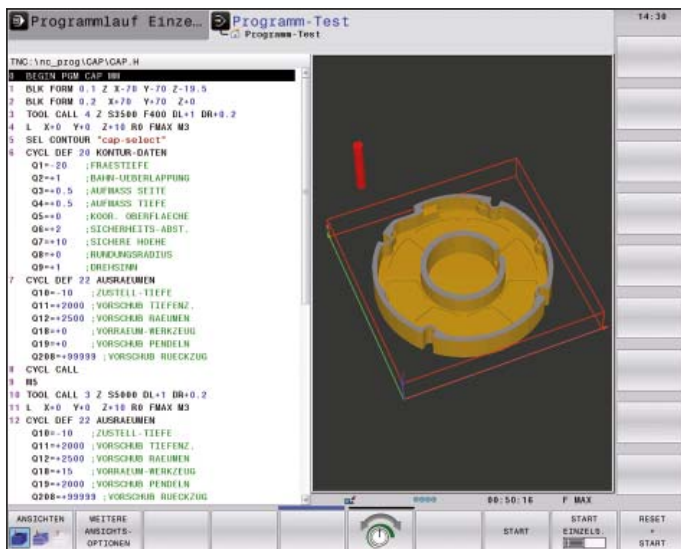 Programmlauf Einze…
Programm-Test
Programm-Test
14:30
TNC:\nc_prog\CAP\CAP.H
0 BEGIN PGM CAP MM
1 BLK FORM 0.1 Z X-70 Y-70 Z-19.5
2 BLK FORM 0.2 X+70 Y+70 Z+0
3 TOOL CALL 4 Z S3500 F400 DL+1 DR+0.2
4 L X+0 Y+0 Z+10 R0 FMAX M3
5 SEL CONTOUR "cap-select"
6 CYCL DEF 20 KONTUR-DATEN
Q1=-20 ;FRAESTIEFE
Q2=+1 ;BAHN-UEBERLAPPUNG
Q3=+0.5 ;AUFMASS SEITE
Q4=+0.5 ;AUFMASS TIEFE
Q5=+0 ;KOOR. OBERFLAECHE
Q6=+2 ;SICHERHEITS-ABST.
Q7=+10 ;SICHERE HOEHE
Q8=+0 ;RUNDUNGSRADIUS
Q9=+1 ;DREHSINN
7 CYCL DEF 22 AUSRAEUMEN
Q10=-10 ;ZUSTELL-TIEFE
Q11=+2000 ;VORSCHUB TIEFENZ.
Q12=+2500 ;VORSCHUB RAEUMEN
Q18=+0 ;VORRAEUM-WERKZEUG
Q19=+0 ;VORSCHUB PENDELN
Q208=+99999 ;VORSCHUB RUECKZUG
8 CYCL CALL
9 M5
10 TOOL CALL 3 Z S5000 DL+1 DR+0.2
11 L X+0 Y+0 Z+10 R0 FMAX M3
12 CYCL DEF 22 AUSRAEUMEN
Q10=-10 ;ZUSTELL-TIEFE
Q11=+2000 ;VORSCHUB TIEFENZ.
Q12=+2500 ;VORSCHUB RAEUMEN
Q18=+15 ;VORRAEUM-WERKZEUG
Q19=+2000 ;VORSCHUB PENDELN
Q208=+99999 ;VORSCHUB RUECKZUG
00:50:16 F MAX
ANSICHTEN
WEITERE
ANSICHTS-
OPTIONEN
START
START
EINZELS.
RESET
+
START